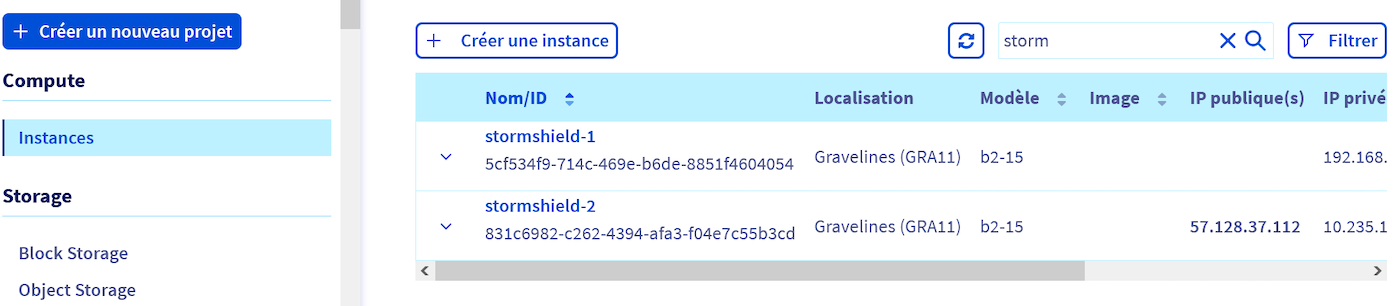 Créer un nouveau projet
Compute
Instances
Storage
Block Storage
Object Storage
Créer une instance
storm
Filtrer
Nom/ID Localisation Modèle Image IP publique(s) IP privé
stormshield-1
5cf534f9-714c-469e-b6de-8851f4604054 Gravelines (GRA11) b2-15 192.168.
stormshield-2
831c6982-c262-4394-afa3-f04e7c55b3cd Gravelines (GRA11) b2-15 57.128.37.112 10.235.1